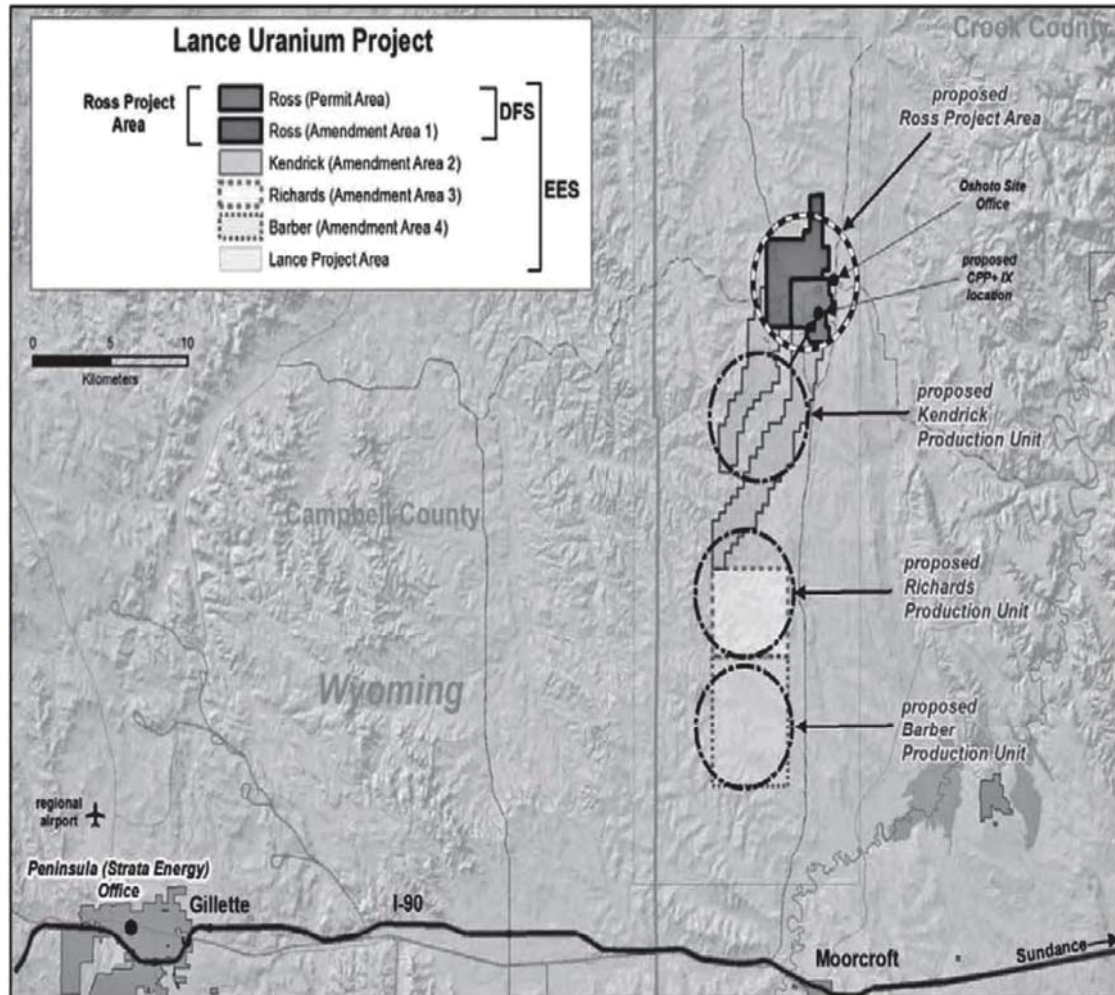 Lance Uranium Project
Ross Project
Area
Ross (Permit Area)
Ross (Amendment Area 1)
DFS
Kendrick (Amendment Area 2)
Richards (Amendment Area 3)
Barber (Amendment Area 4)
Lance Project Area
EES
0 5 10
Kilometers
Crook County
proposed
Ross Project Area
Oshoto Site
Office
proposed
CPP+ IX
location
proposed
Kendrick
Production Unit
Campbell County
proposed
Richards
Production Unit
Wyoming
proposed
Barber
Production Unit
regional
airport
Peninsula (Strata Energy)
Office
Gillette
I-90
Moorcroft
Sundance